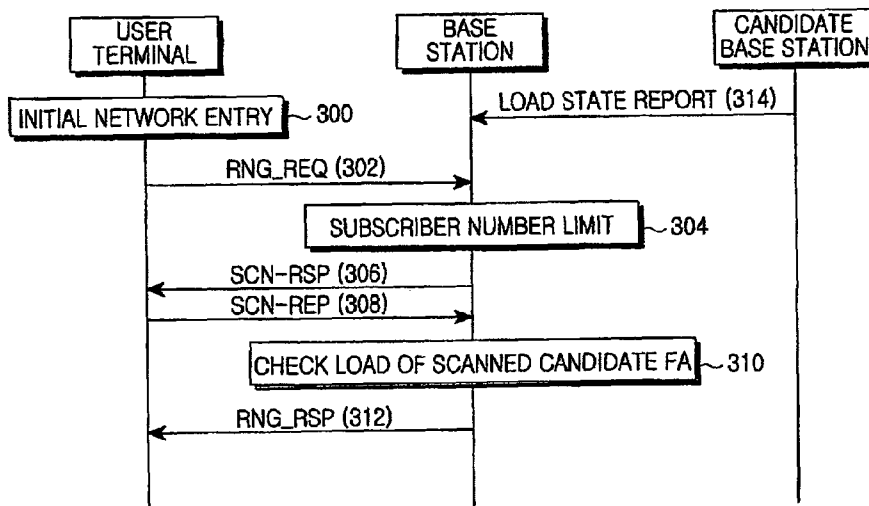 USER
TERMINAL
BASE
STATION
CANDIDATE
BASE STATION
INITIAL NETWORK ENTRY
300
LOAD STATE REPORT (314)
RNG_REQ (302)
SUBSCRIBER NUMBER LIMIT
304
SCN-RSP (306)
SCN-REP (308)
CHECK LOAD OF SCANNED CANDIDATE FA
310
RNG_RSP (312)